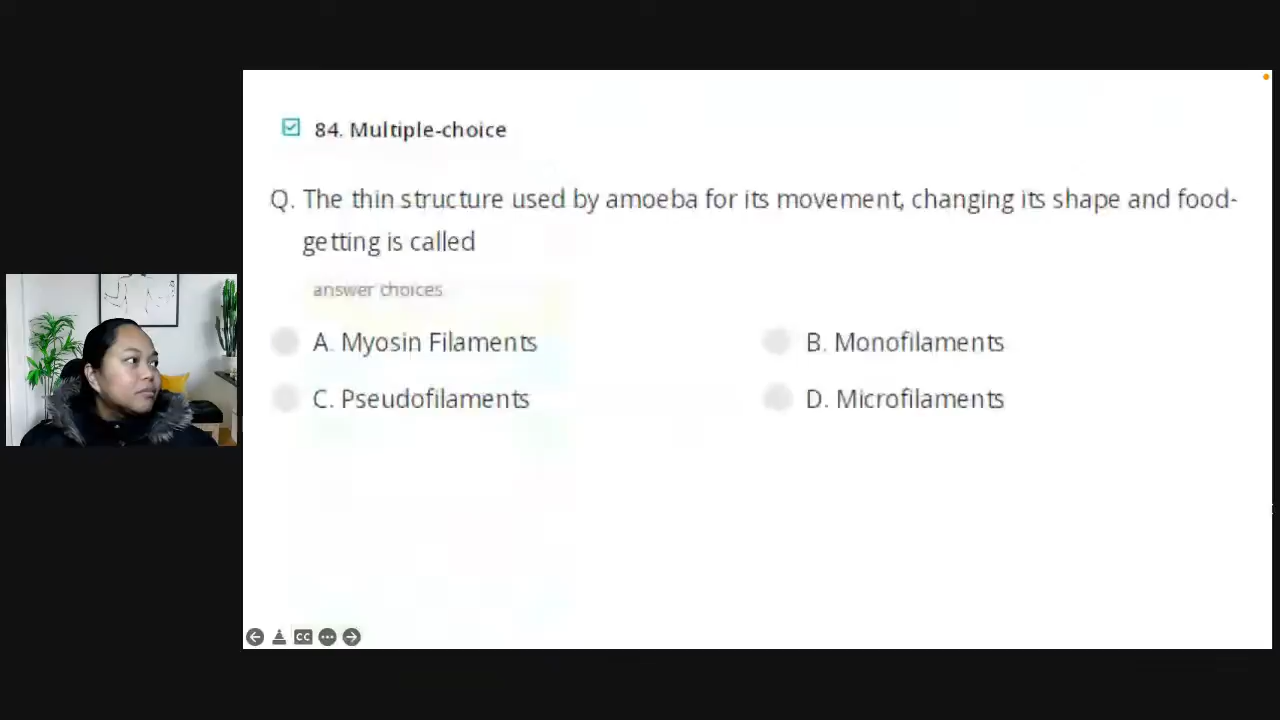 84. Multiple-choice
Q. The thin structure used by amoeba for its movement, changing its shape and food-
getting is called
answer choices
A. Myosin Filaments
B. Monofilaments
C. Pseudofilaments
D. Microfilaments
CC